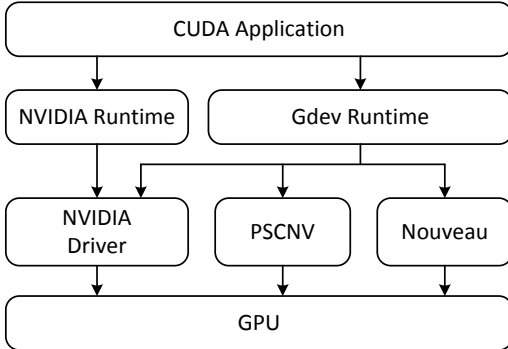 CUDA Application
NVIDIA Runtime
Gdev Runtime
NVIDIA
Driver
PSCNV
Nouveau
GPU